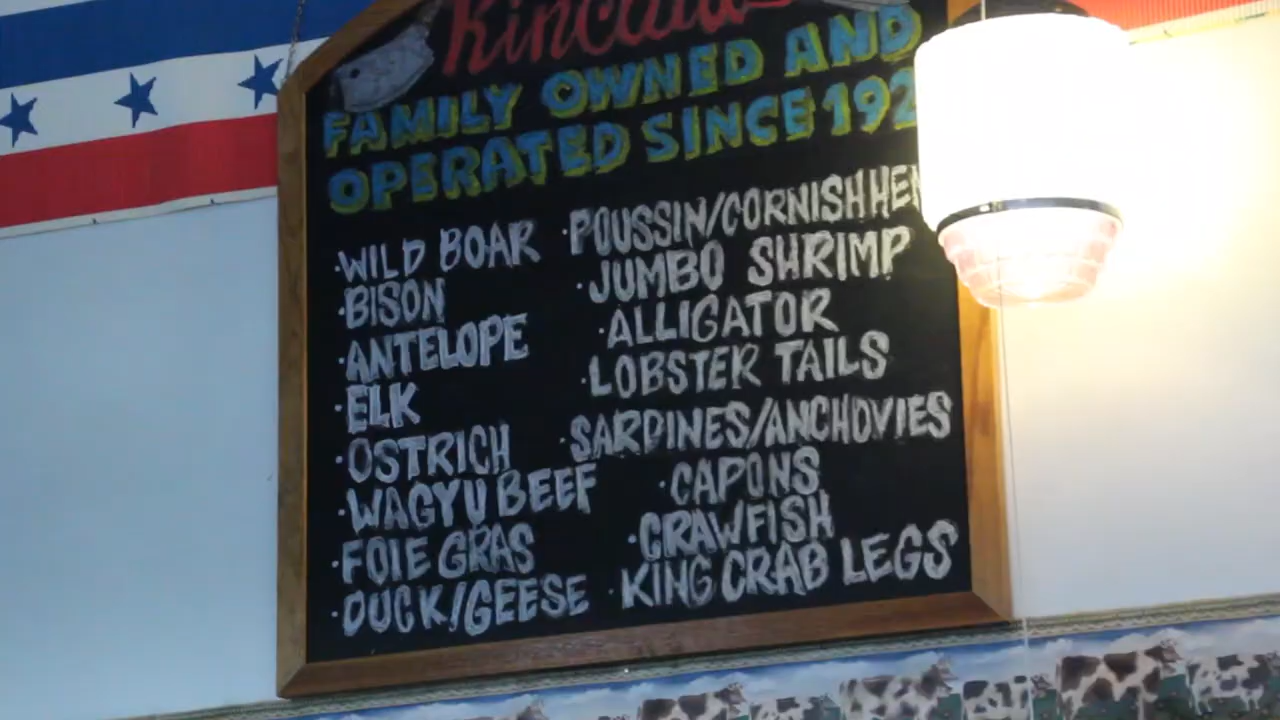 FAMILY OWNED AND
OPERATED SINCE 192
·WILD BOAR
·BISON
·ANTELOPE
·ELK
·OSTRICH
·WAGYU BEEF
·FOIE GRAS
·DUCK/GEESE
·POUSSIN/CORNISH HEN
·JUMBO SHRIMP
·ALLIGATOR
·LOBSTER TAILS
·SARDINES/ANCHOVIES
·CAPONS
·CRAWFISH
·KING CRAB LEGS